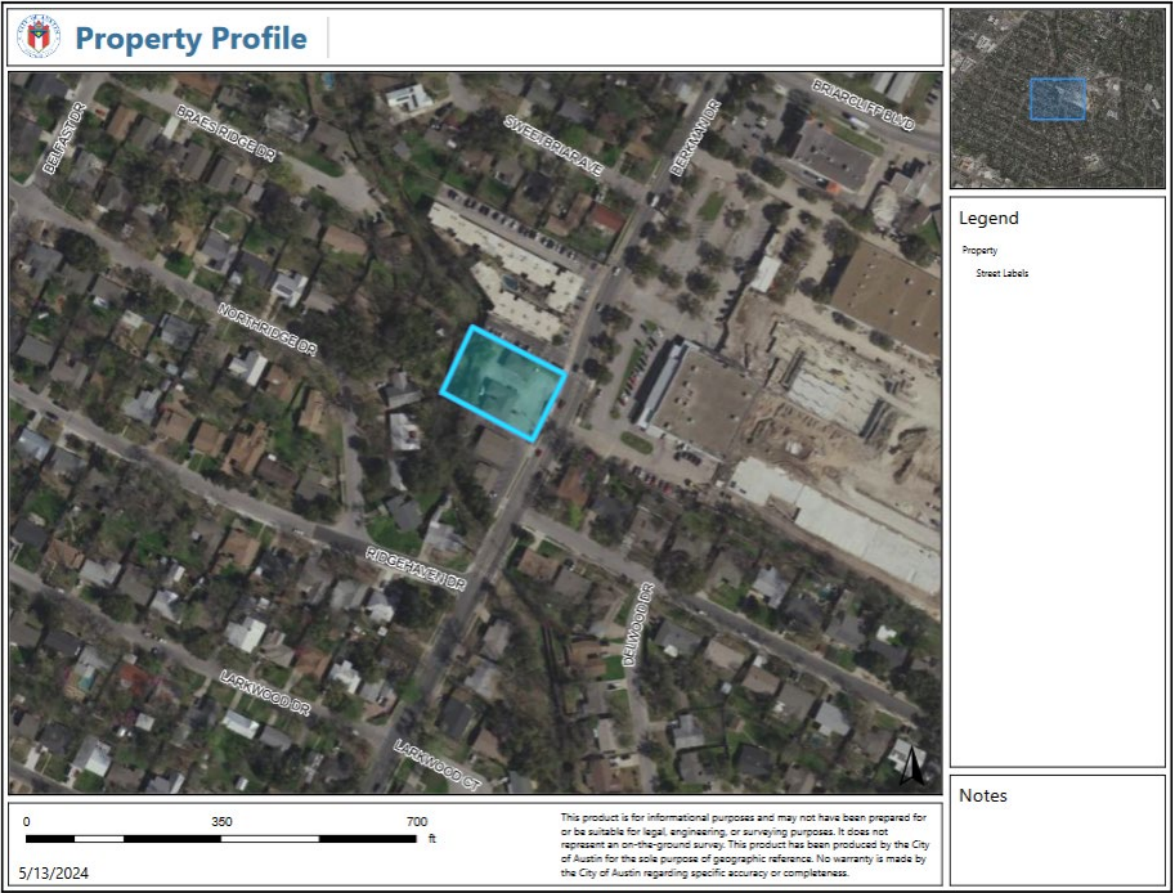 CITY OF AUSTIN
Property Profile
BRIARCLIFF BLVD
BELFAST DR
BRAES RIDGE DR
SWEETBRIAR AVE
BERKMAN DR
NORTHRIDGE DR
RIDGEHAVEN DR
DELWOOD DR
LARKWOOD DR
LARKWOOD CT
Legend
Property
Street Labels
Notes
0 350 700
ft
5/13/2024
This product is for informational purposes and may not have been prepared for
or be suitable for legal, engineering, or surveying purposes. It does not
represent an on-the-ground survey. This product has been produced by the City
of Austin for the sole purpose of geographic reference. No warranty is made by
the City of Austin regarding specific accuracy or completeness.